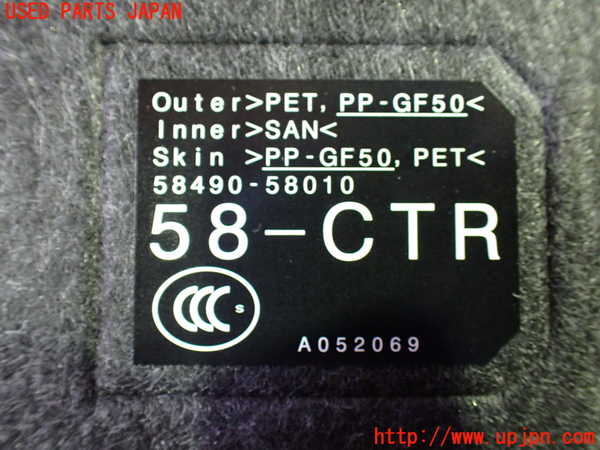 USED PARTS JAPAN
Outer>PET, PP-GF50<
Inner>SAN<
Skin >PP-GF50, PET<
58490-58010
58-CTR
CCC S
A052069
http://www.upjpn.com